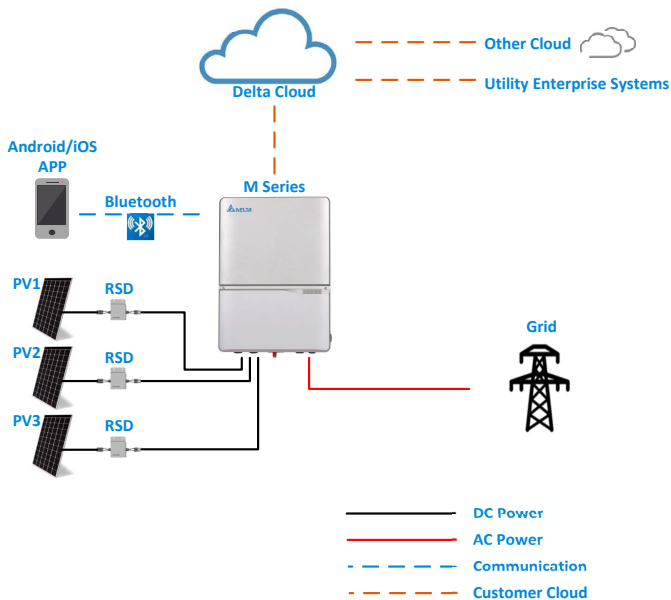 Other Cloud
Delta Cloud
Utility Enterprise Systems
Android/iOS
APP
M Series
Bluetooth
DELTA
PV1
RSD
PV2
RSD
PV3
RSD
Grid
DC Power
AC Power
Communication
Customer Cloud